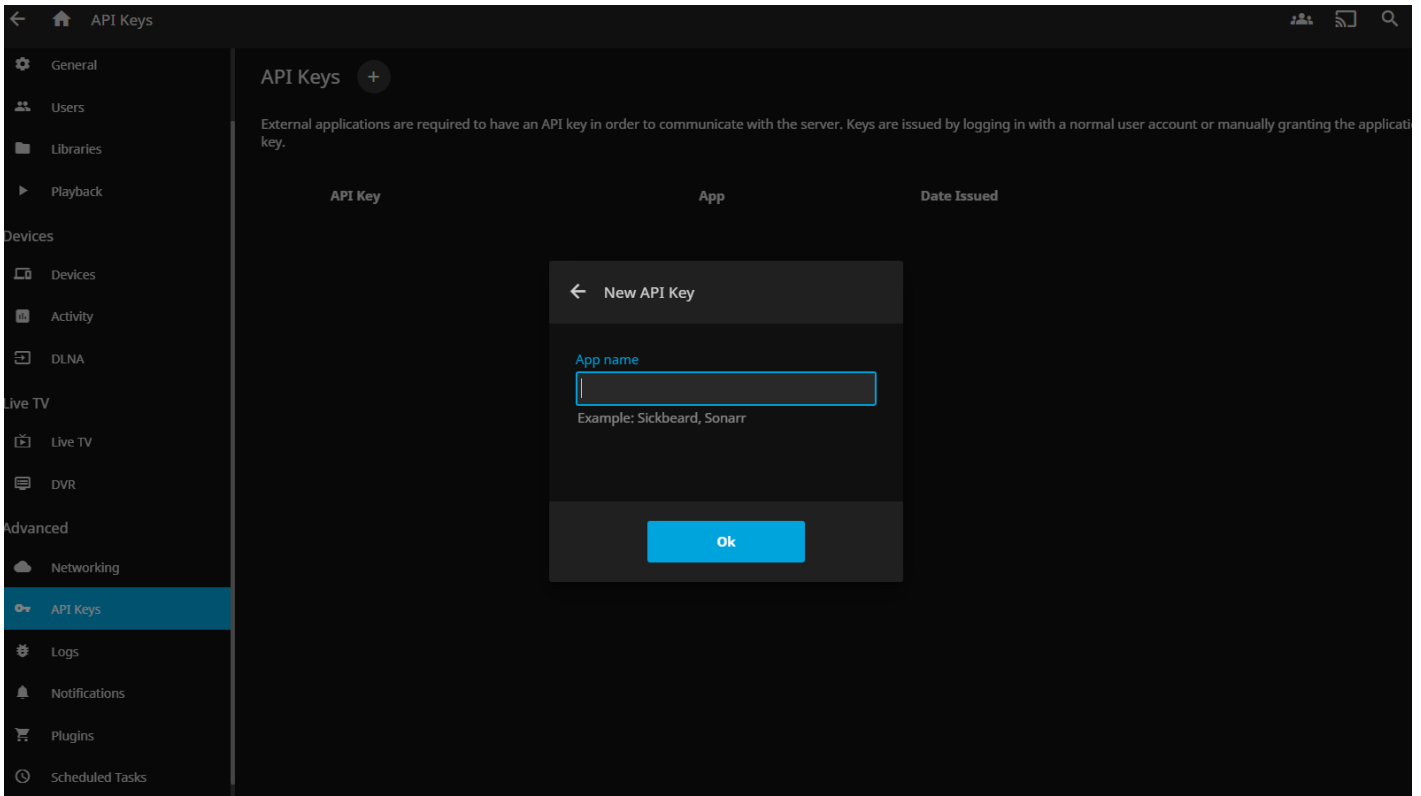 API Keys
General
Users
Libraries
Playback
Devices
Devices
Activity
DLNA
Live TV
Live TV
DVR
Advanced
Networking
API Keys
Logs
Notifications
Plugins
Scheduled Tasks
API Keys +
External applications are required to have an API key in order to communicate with the server. Keys are issued by logging in with a normal user account or manually granting the applicati
key.
API Key App Date Issued
New API Key
App name
Example: Sickbeard, Sonarr
Ok